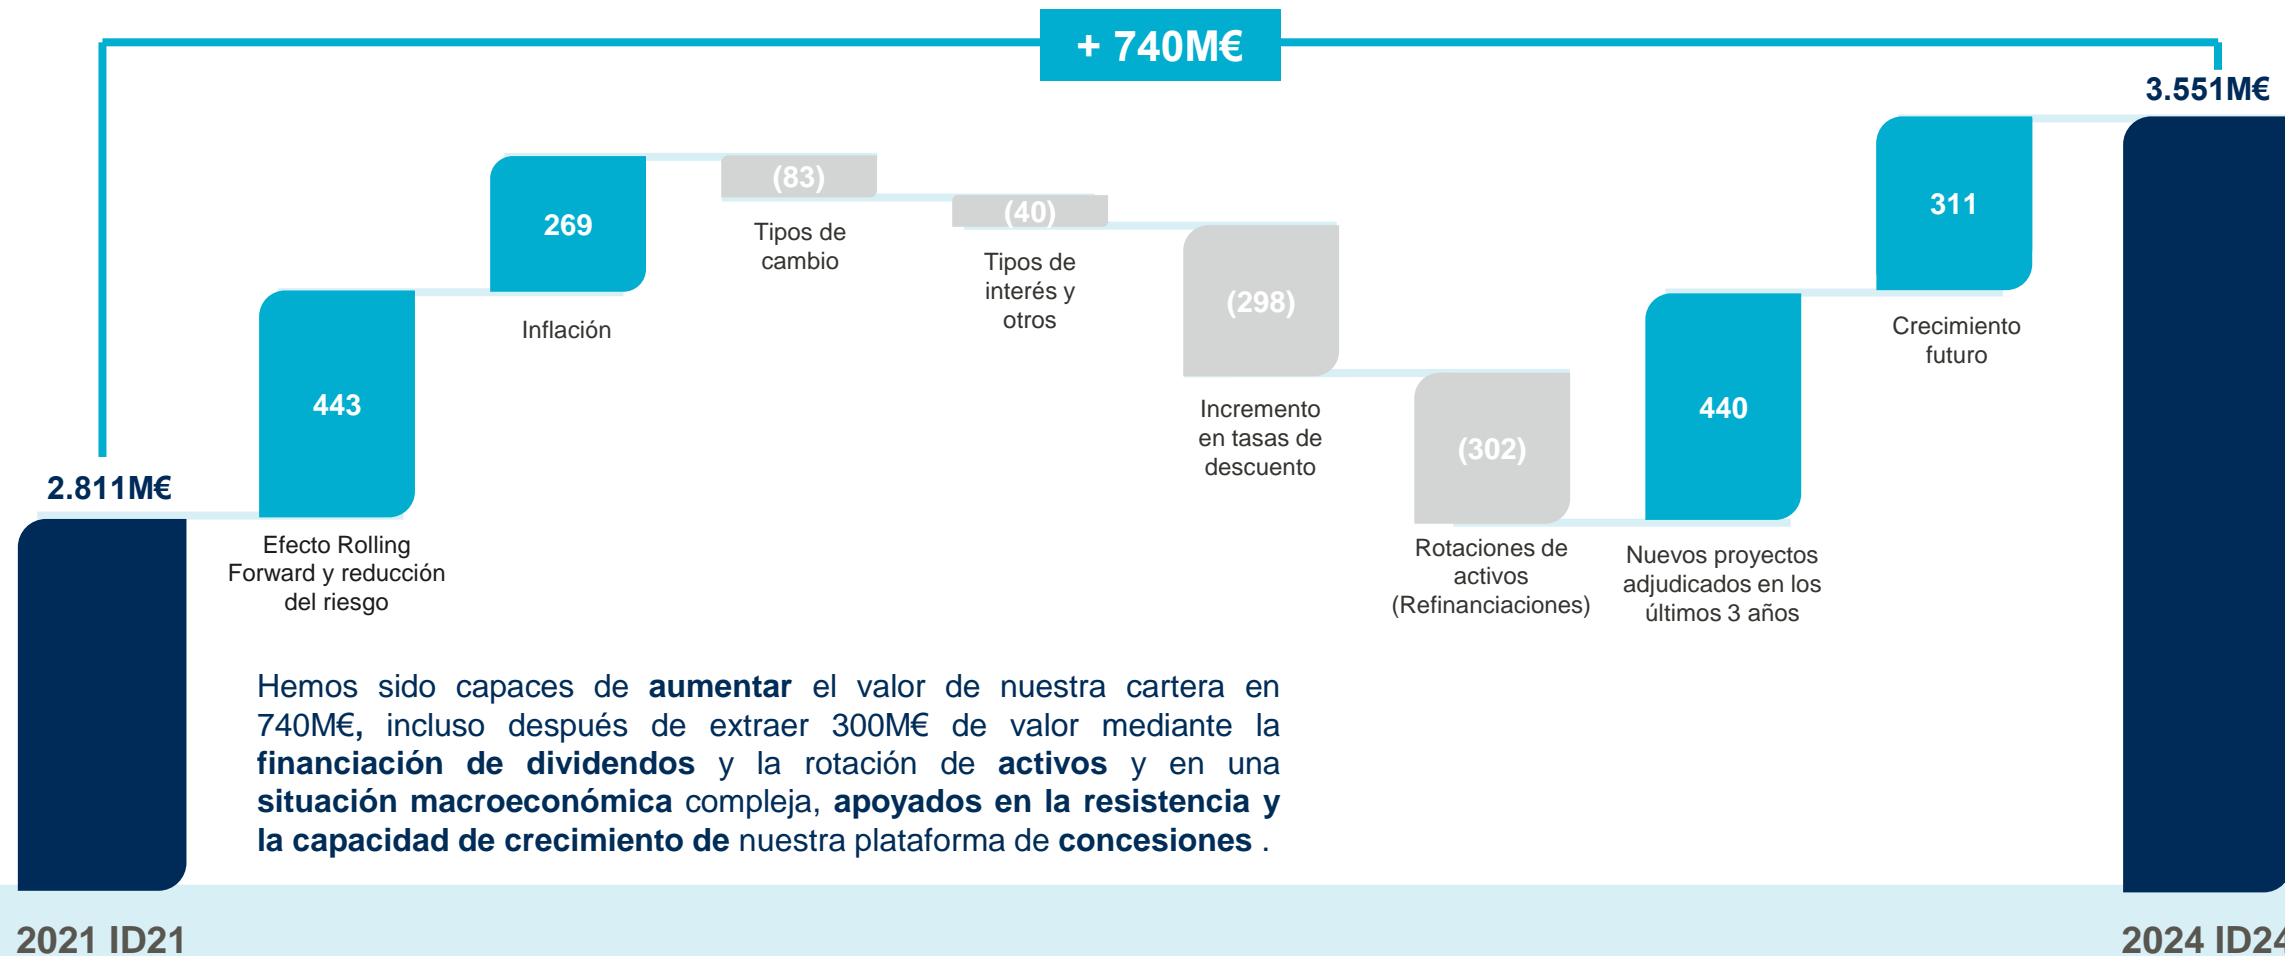 + 740M€
3.551M€
(83)
(40)
269
311
Tipos de
cambio
Tipos de
interés y
otros
(298)
Inflación
Crecimiento
futuro
443
440
Incremento
en tasas de
descuento
(302)
2.811M€
Efecto Rolling
Forward y reducción
del riesgo
Rotaciones de
activos
(Refinanciaciones)
Nuevos proyectos
adjudicados en los
últimos 3 años
Hemos sido capaces de aumentar el valor de nuestra cartera en
740M€, incluso después de extraer 300M€ de valor mediante la
financiación de dividendos y la rotación de activos y en una
situación macroeconómica compleja, apoyados en la resistencia y
la capacidad de crecimiento de nuestra plataforma de concesiones .
2021 ID21
2024 ID24